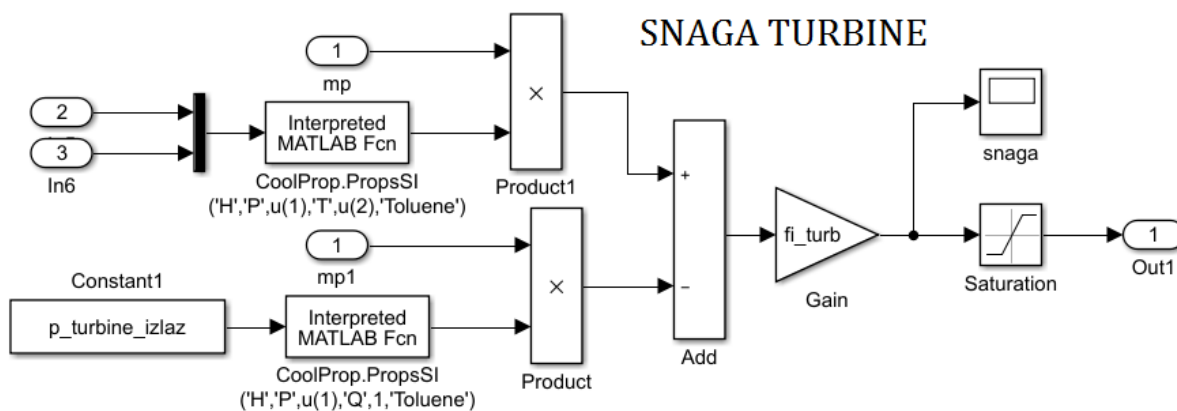 SNAGA TURBINE
1
mp
2
3
In6
Interpreted
MATLAB Fcn
CoolProp.PropsSI
('H','P',u(1),'T',u(2),'Toluene')
×
Product1
snaga
+
−
Add
fi_turb
Gain
Saturation
1
Out1
1
mp1
Constant1
p_turbine_izlaz
Interpreted
MATLAB Fcn
CoolProp.PropsSI
('H','P',u(1),'Q',1,'Toluene')
×
Product